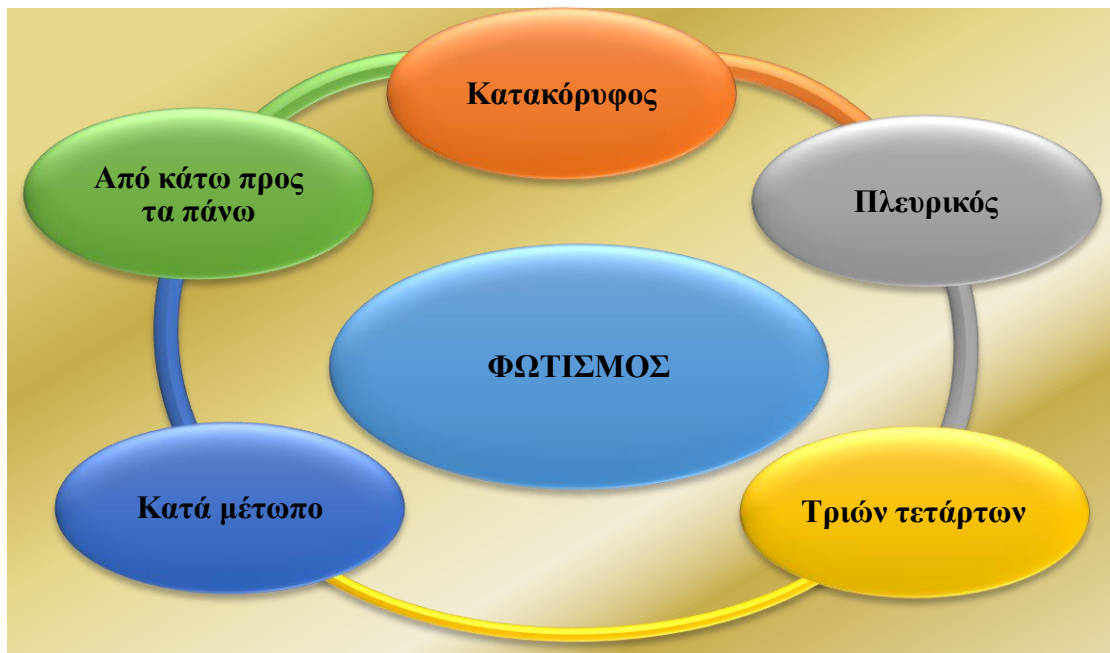 Κατακόρυφος
Πλευρικός
Τριών τετάρτων
Κατά μέτωπο
Από κάτω προς
τα πάνω
ΦΩΤΙΣΜΟΣ